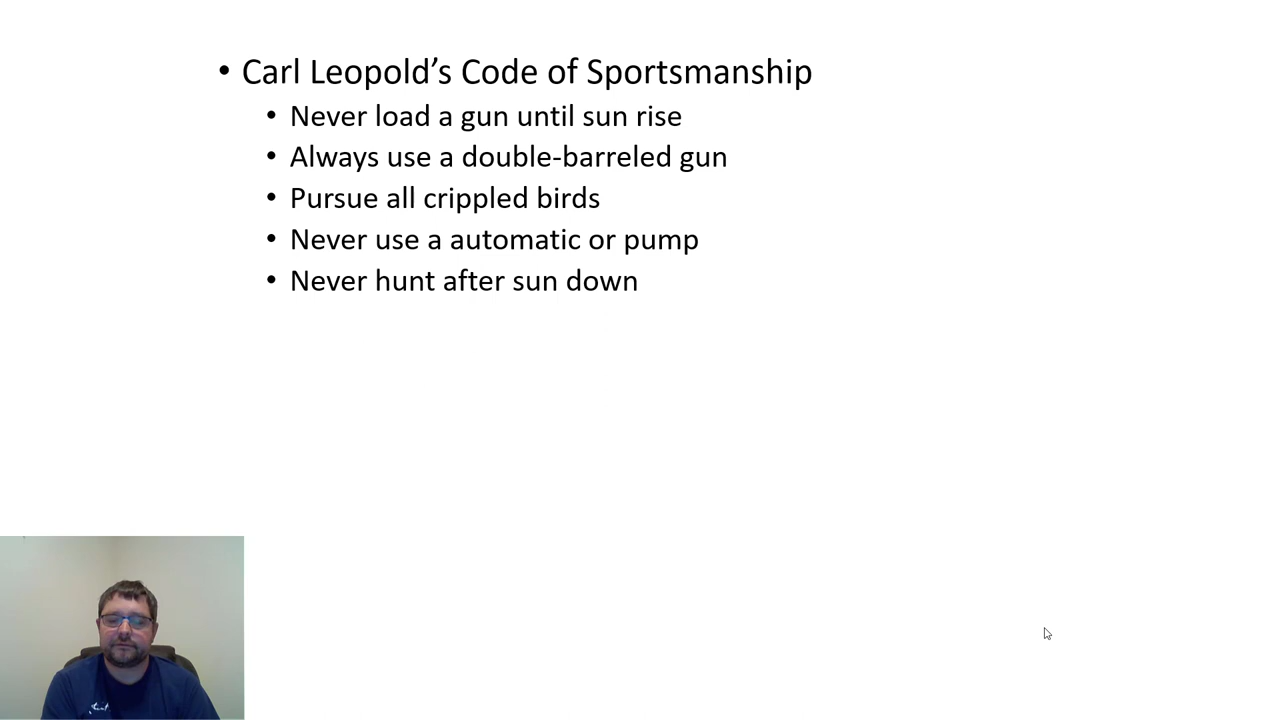 • Carl Leopold’s Code of Sportsmanship
• Never load a gun until sun rise
• Always use a double-barreled gun
• Pursue all crippled birds
• Never use a automatic or pump
• Never hunt after sun down